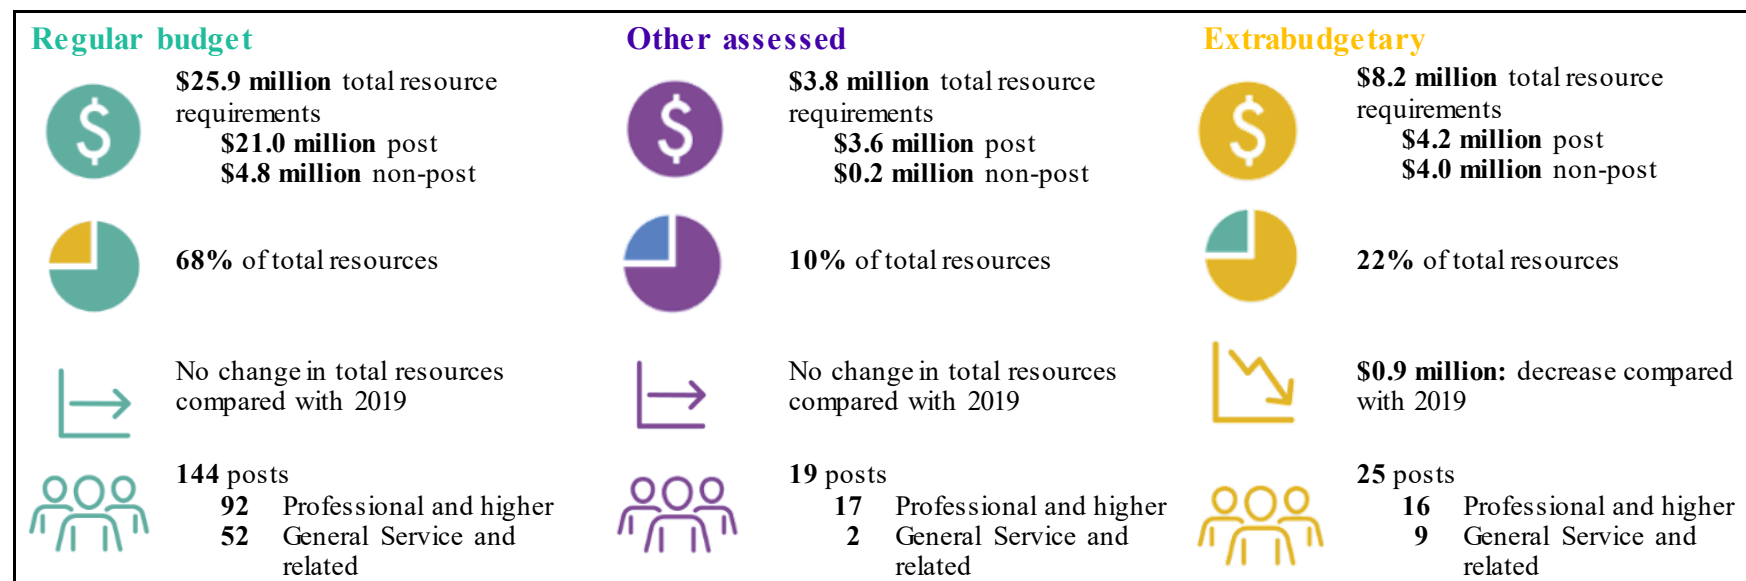 Regular budget
$25.9 million total resource
requirements
$21.0 million post
$4.8 million non-post
68% of total resources
No change in total resources
compared with 2019
144 posts
92 Professional and higher
52 General Service and
related
Other assessed
$3.8 million total resource
requirements
$3.6 million post
$0.2 million non-post
10% of total resources
No change in total resources
compared with 2019
19 posts
17 Professional and higher
2 General Service and
related
Extrabudgetary
$8.2 million total resource
requirements
$4.2 million post
$4.0 million non-post
22% of total resources
$0.9 million: decrease compared
with 2019
25 posts
16 Professional and higher
9 General Service and
related